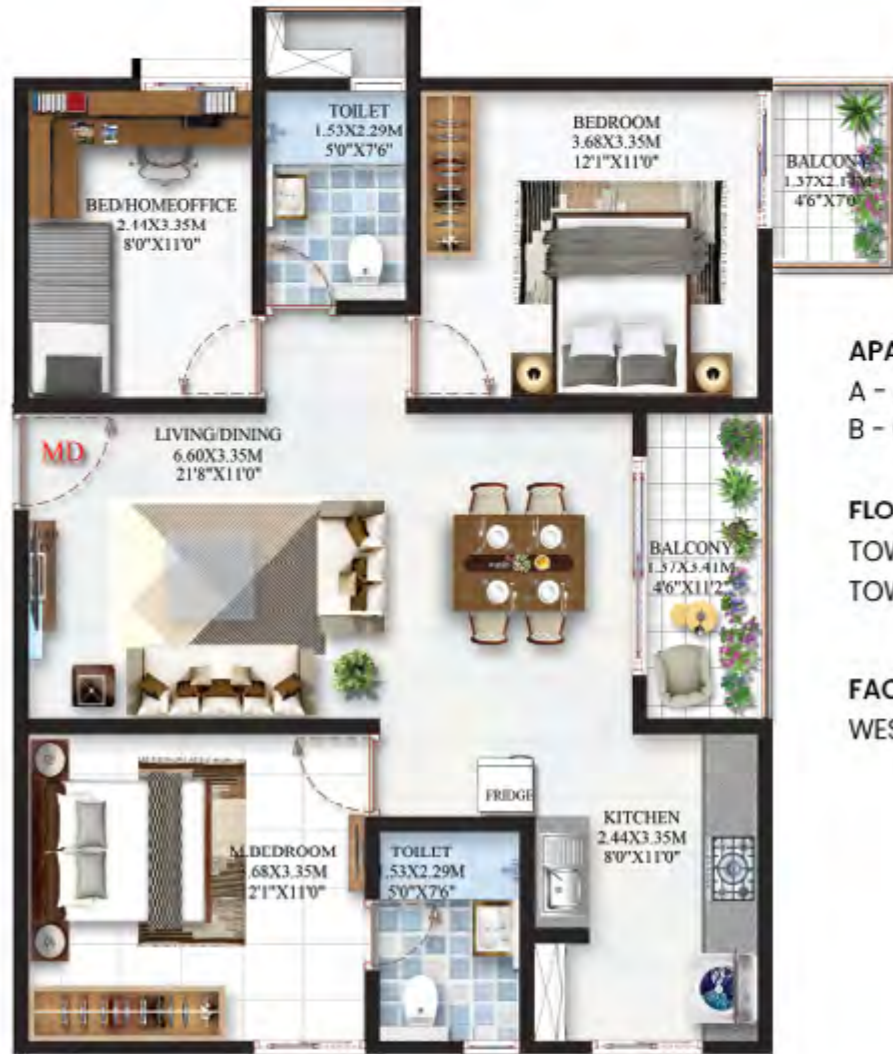 TOILET
1.53X2.29M
5'0"X7'6"
BEDROOM
3.68X3.35M
12'1"X11'0"
BALCONY
1.37X2.1
4'6"X7'0"
BED/HOMEOFFICE
2.44X3.35M
8'0"X11'0"
APA
A -
B -
MD
LIVING/DINING
6.60X3.35M
21'8"X11'0"
FLO
TOW
TOW
BALCONY
1.37X3.41M
4'6"X11'2"
FAC
WES
FRIDGE
KITCHEN
2.44X3.35M
8'0"X11'0"
M.BEDROOM
3.68X3.35M
2'1"X11'0"
TOILET
1.53X2.29M
5'0"X7'6"